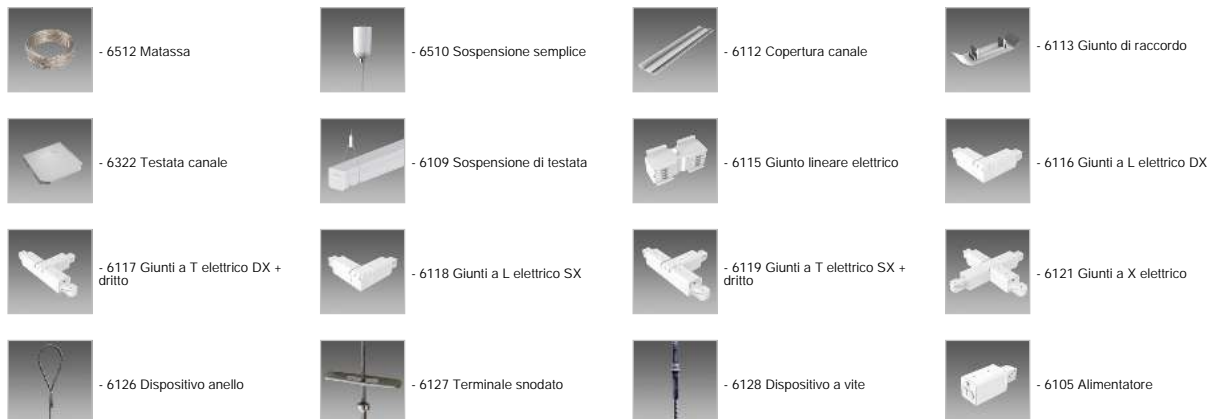 - 6512 Matassa
- 6510 Sospensione semplice
- 6112 Copertura canale
- 6113 Giunto di raccordo
- 6322 Testata canale
- 6109 Sospensione di testata
- 6115 Giunto lineare elettrico
- 6116 Giunti a L elettrico DX
- 6117 Giunti a T elettrico DX +
dritto
- 6118 Giunti a L elettrico SX
- 6119 Giunti a T elettrico SX +
dritto
- 6121 Giunti a X elettrico
- 6126 Dispositivo anello
- 6127 Terminale snodato
- 6128 Dispositivo a vite
- 6105 Alimentatore